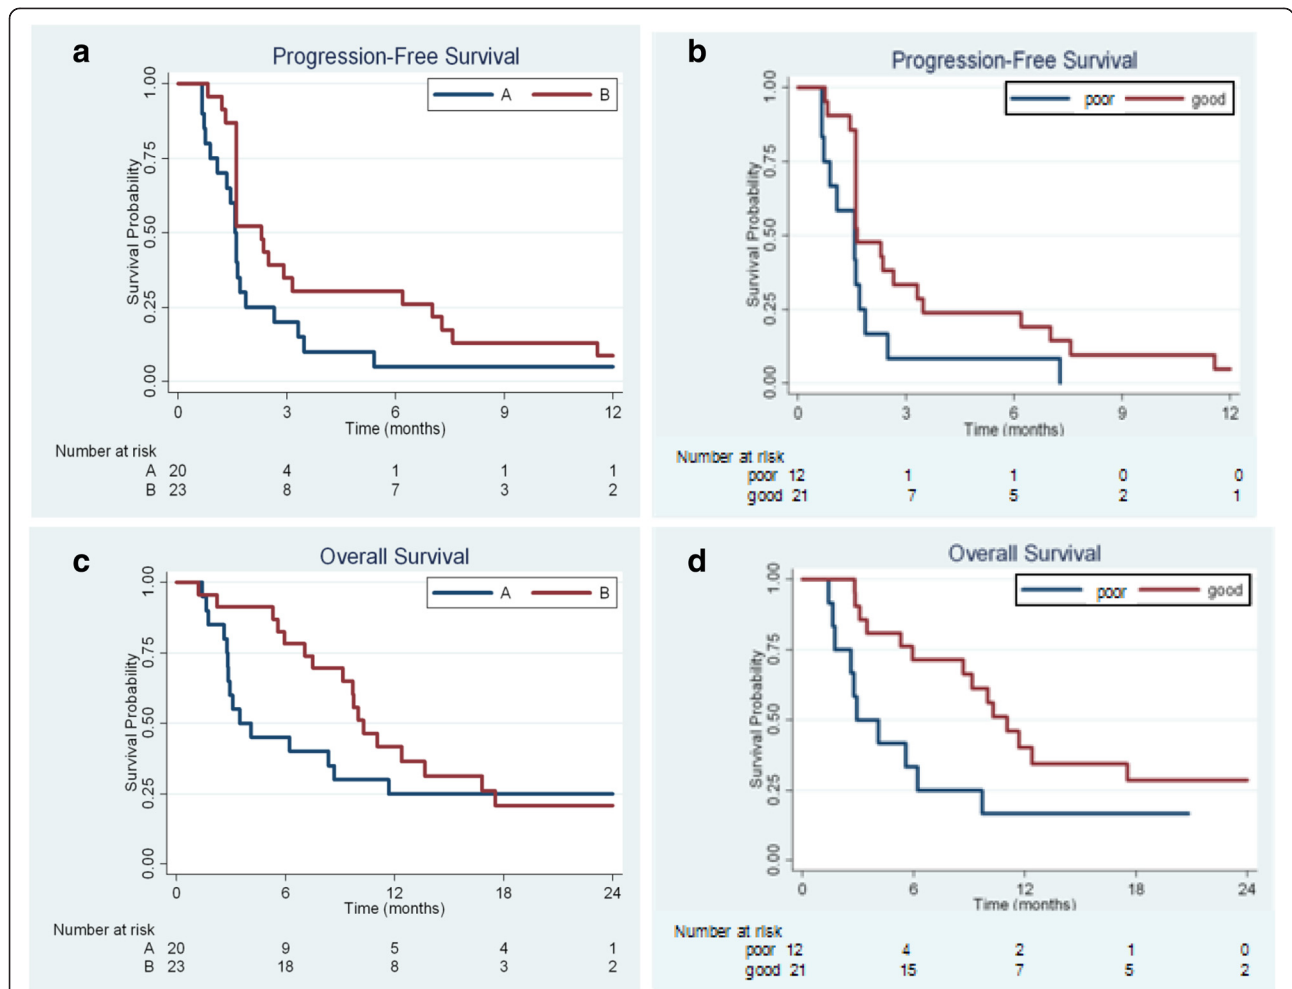 a
Progression-Free Survival
A B
Survival Probability
1.00
0.75
0.50
0.25
0.00
0 3 6 9 12
Time (months)
Number at risk
A 20 4 1 1 1
B 23 8 7 3 2
b
Progression-Free Survival
poor good
Survival Probability
1.00
0.75
0.50
0.25
0.00
0 3 6 9 12
Time (months)
Number at risk
poor 12 1 1 0 0
good 21 7 5 2 1
c
Overall Survival
A B
Survival Probability
1.00
0.75
0.50
0.25
0.00
0 6 12 18 24
Time (months)
Number at risk
A 20 9 5 4 1
B 23 18 8 3 2
d
Overall Survival
poor good
Survival Probability
1.00
0.75
0.50
0.25
0.00
0 6 12 18 24
Time (months)
Number at risk
poor 12 4 2 1 0
good 21 15 7 5 2